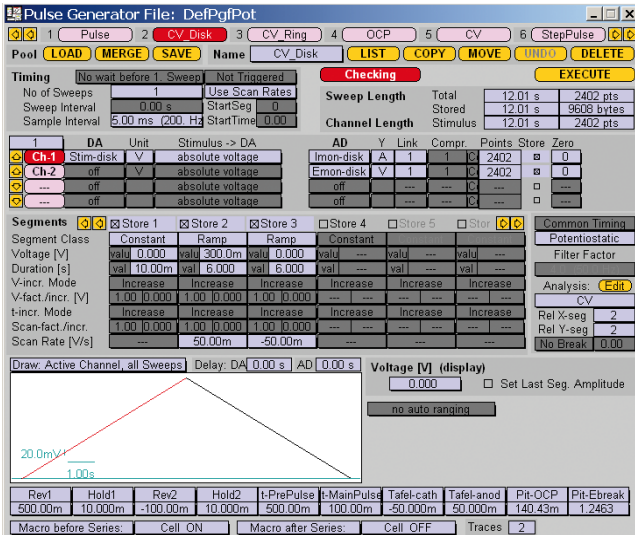 Pulse Generator File: DefPgfPot
1 Pulse 2 CV_Disk 3 CV_Ring 4 OCP 5 CV 6 StepPulse
Pool LOAD MERGE SAVE Name CV_Disk LIST COPY MOVE UNDO DELETE
Timing No wait before 1. Sweep Not Triggered Checking EXECUTE
No of Sweeps 1 Use Scan Rates Sweep Length Total 12.01 s 2402 pts
Sweep Interval 0.00 s StartSeg 0 Stored 12.01 s 9608 bytes
Sample Interval 5.00 ms (200. Hz StartTime 0.00 Channel Length Stimulus 12.01 s 2402 pts
1 DA Unit Stimulus -> DA AD Y Link Compr. Points Store Zero
Ch-1 Stim-disk V absolute voltage Imon-disk A 1 1 C 2402 0
Ch-2 off V absolute voltage Emon-disk V 1 1 C 2402 0
--- off absolute voltage off --- --- --- ---
--- off absolute voltage off --- --- --- ---
Segments Store 1 Store 2 Store 3 Store 4 Store 5 Stor Common Timing
Segment Class Constant Ramp Ramp Constant Potentiostatic
Voltage [V] valu 0.000 valu 300.0m valu 0.000 valu --- valu --- valu --- Filter Factor
Duration [s] val 10.00m val 6.000 val 6.000 val --- val --- val ---
V-incr. Mode Increase Increase Increase Increase Increase Increase Analysis: Edit
V-fact./incr. [V] 1.00 0.000 1.00 0.000 1.00 0.000 --- --- --- --- --- --- CV
t-incr. Mode Increase Increase Increase Increase Increase Increase Rel X-seg 2
Scan-fact./incr. 1.00 0.000 1.00 0.000 1.00 0.000 --- --- --- --- --- --- Rel Y-seg 2
Scan Rate [V/s] --- 50.00m -50.00m --- --- --- No Break 0.00
Draw: Active Channel, all Sweeps Delay: DA 0.00 s AD 0.00 s Voltage [V] (display)
0.000 Set Last Seg. Amplitude
no auto ranging
20.0mV
1.00s
Rev1 Hold1 Rev2 Hold2 t-PrePulse t-MainPulse Tafel-cath Tafel-anod Pit-OCP Pit-Ebreak
500.00m 10.000m -100.00m 10.000m 500.00m 100.00m -50.000m 50.000m 140.43m 1.2463
Macro before Series: Cell ON Macro after Series: Cell OFF Traces 2